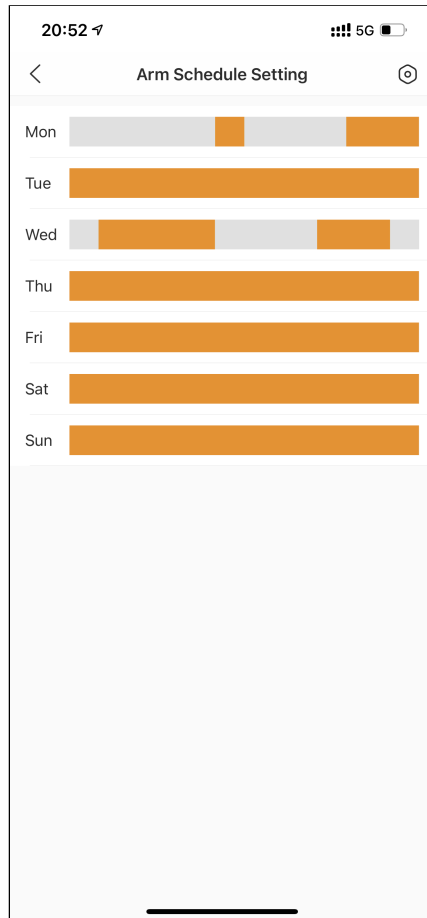 20:52 5G
Arm Schedule Setting
Mon
Tue
Wed
Thu
Fri
Sat
Sun